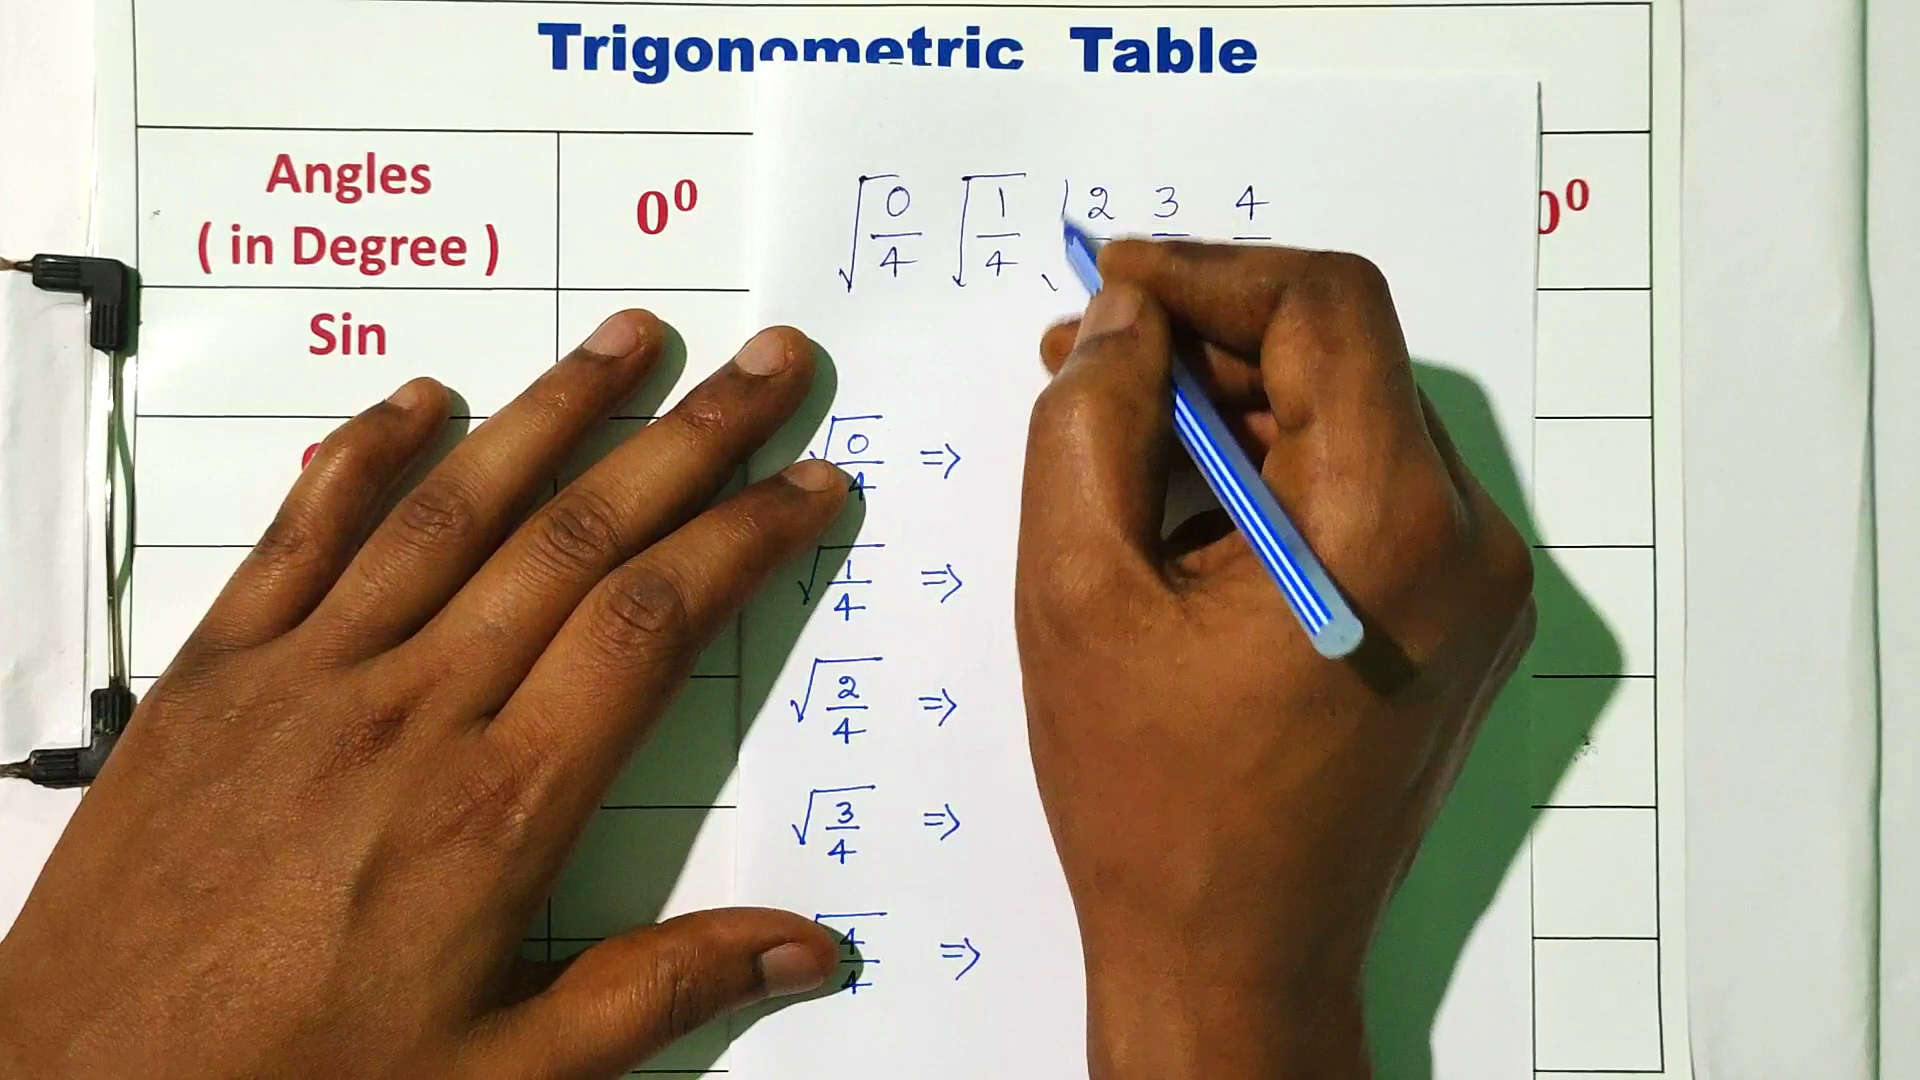 Trigonometric Table
Angles
( in Degree )
0⁰
0⁰
√0/4 √1/4 √2 3 4
Sin
√0/4 =>
√1/4 =>
√2/4 =>
√3/4 =>
√4/4 =>